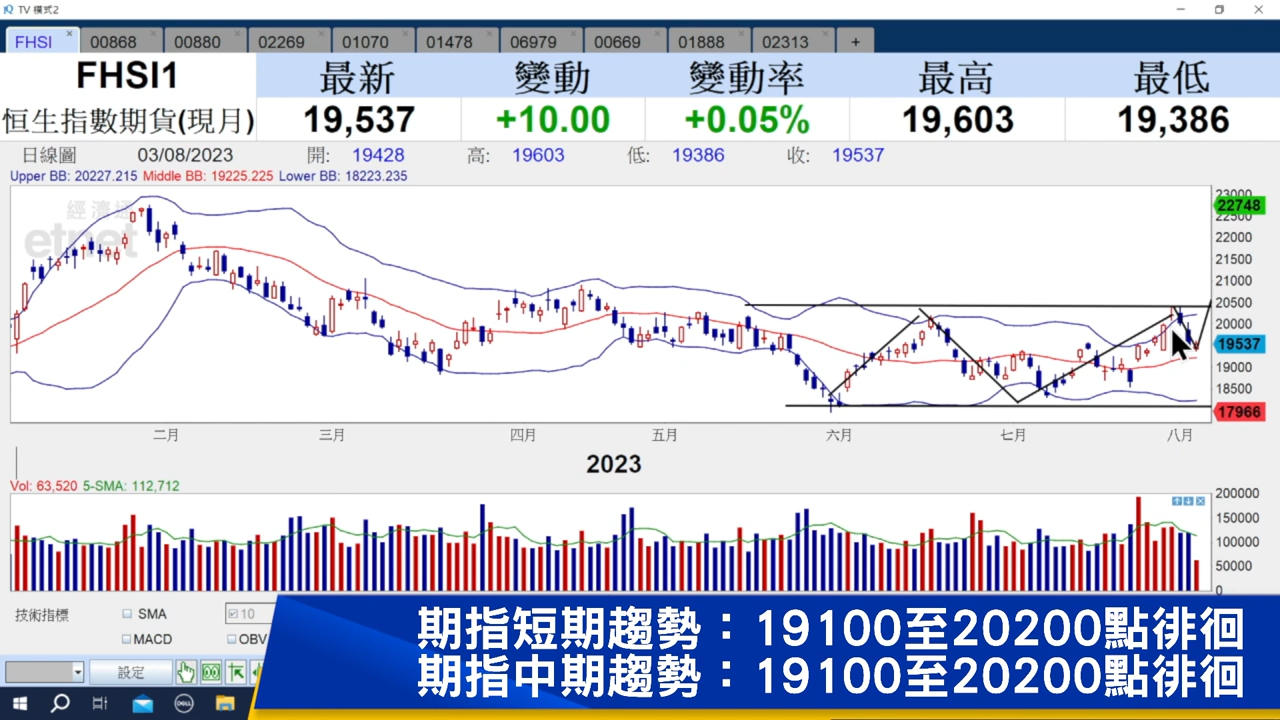 TV 模式2
FHSI 00868 00880 02269 01070 01478 06979 00669 01888 02313 +
FHSI1 最新 變動 變動率 最高 最低
恒生指數期貨(現月) 19,537 +10.00 +0.05% 19,603 19,386
日線圖 03/08/2023 開: 19428 高: 19603 低: 19386 收: 19537
Upper BB: 20227.215 Middle BB: 19225.225 Lower BB: 18223.235
經濟通
etnet
23000
22748
22500
22000
21500
21000
20500
20000
19537
19000
18500
17966
二月 三月 四月 五月 六月 七月 八月
2023
Vol: 63,520 5-SMA: 112,712
200000
150000
100000
50000
0
技術指標 SMA 10
MACD OBV
設定
期指短期趨勢：19100至20200點徘徊
期指中期趨勢：19100至20200點徘徊
DELL